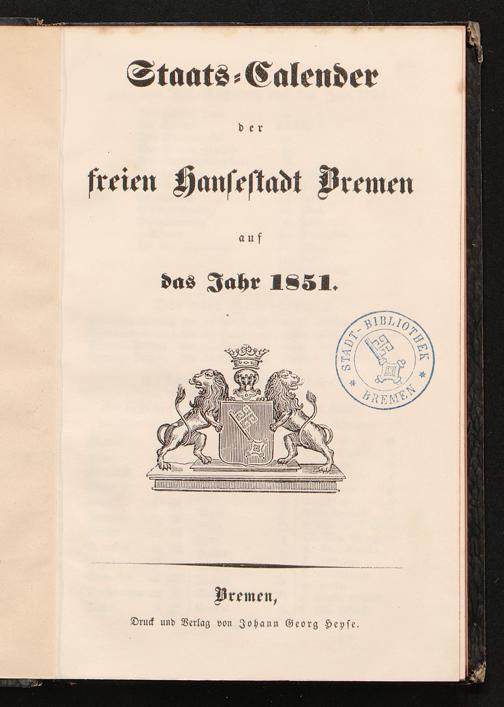 Staats-Calender
der
freien Hansestadt Bremen
auf
das Jahr 1851.
STADT-BIBLIOTHEK
* BREMEN *
Bremen,
Druck und Verlag von Johann Georg Heyse.